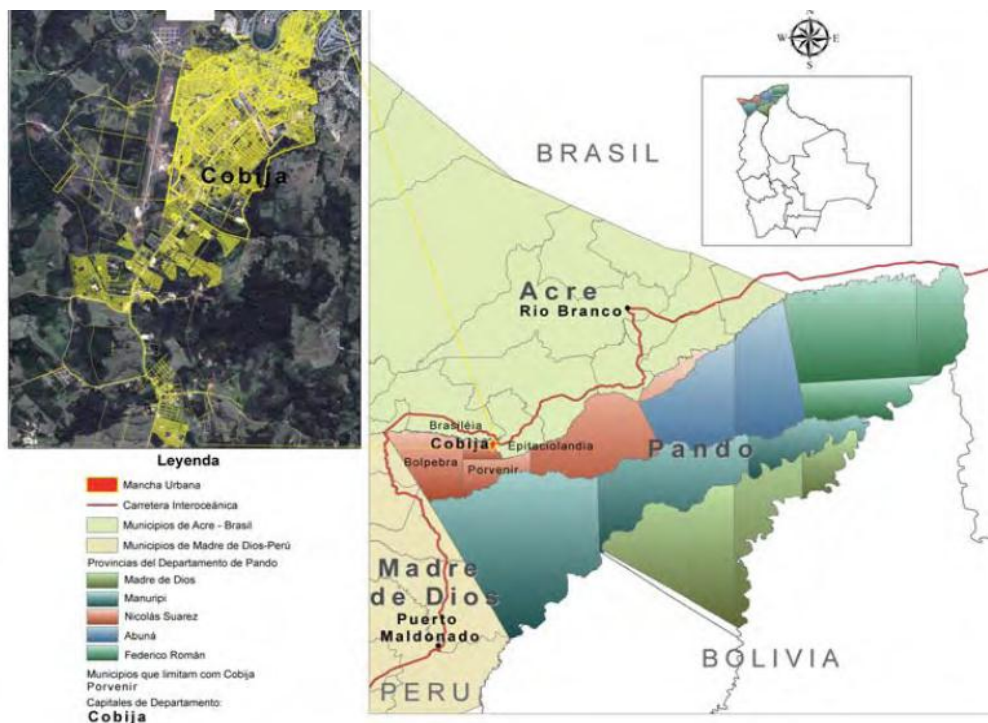 Cobija
N
W E
S
BRASIL
Acre
Rio Branco
Brasiléia
Cobija
Epitaciolandia
Bolpebra
Porvenir
Pando
Madre
de Dios
Puerto
Maldonado
PERU
BOLIVIA
Leyenda
Mancha Urbana
Carretera Interoceánica
Municipios de Acre - Brasil
Municipios de Madre de Dios-Perú
Provincias del Departamento de Pando
Madre de Dios
Manuripi
Nicolás Suarez
Abuná
Federico Román
Municipios que limitam com Cobija
Porvenir
Capitales de Departamento:
Cobija